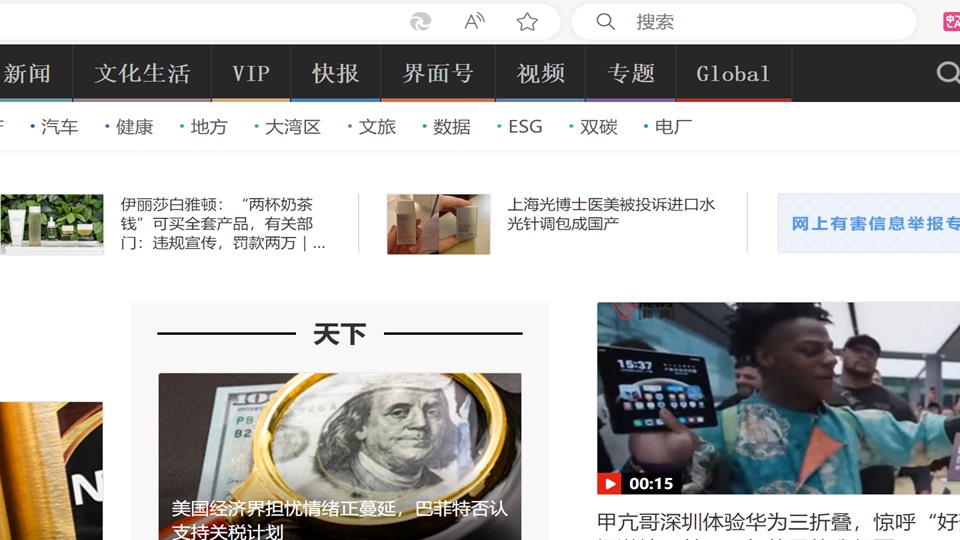 搜索
新闻 文化生活 VIP 快报 界面号 视频 专题 Global
•汽车 •健康 •地方 •大湾区 •文旅 •数据 •ESG •双碳 •电厂
伊丽莎白雅顿：“两杯奶茶
钱”可买全套产品，有关部
门：违规宣传，罚款两万｜...
上海光博士医美被投诉进口水
光针调包成国产
网上有害信息举报专
天下
美国经济界担忧情绪正蔓延，巴菲特否认
支持关税计划
15:37
00:15
甲亢哥深圳体验华为三折叠，惊呼“好